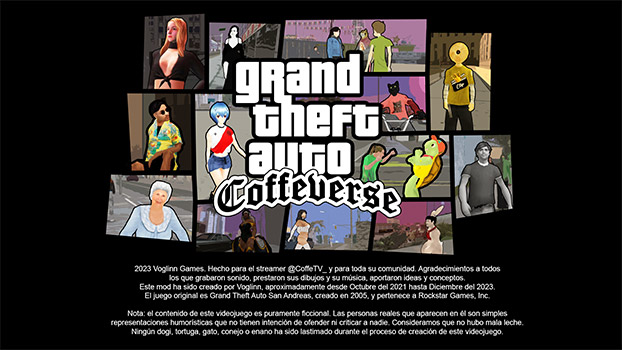 grand
theft
auto
Coffeverse
2023 Voglinn Games. Hecho para el streamer @CoffeTV_ y para toda su comunidad. Agradecimientos a todos
los que grabaron sonido, prestaron sus dibujos y su música, aportaron ideas y conceptos.
Este mod ha sido creado por Voglinn, aproximadamente desde Octubre del 2021 hasta Diciembre del 2023.
El juego original es Grand Theft Auto San Andreas, creado en 2005, y pertenece a Rockstar Games, Inc.
Nota: el contenido de este videojuego es puramente ficcional. Las personas reales que aparecen en él son simples
representaciones humorísticas que no tienen intención de ofender ni criticar a nadie. Consideramos que no hubo mala leche.
Ningún dogi, tortuga, gato, conejo o enano ha sido lastimado durante el proceso de creación de este videojuego.